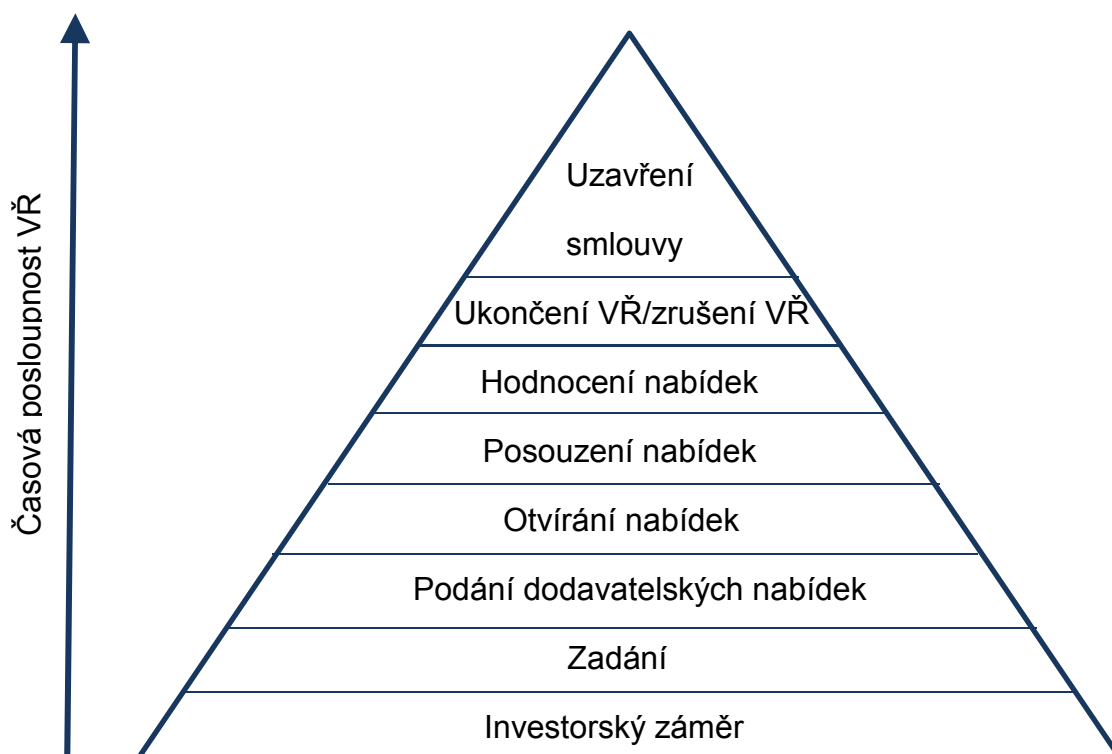 Časová posloupnost VŘ
Uzavření
smlouvy
Ukončení VŘ/zrušení VŘ
Hodnocení nabídek
Posouzení nabídek
Otvírání nabídek
Podání dodavatelských nabídek
Zadání
Investorský záměr